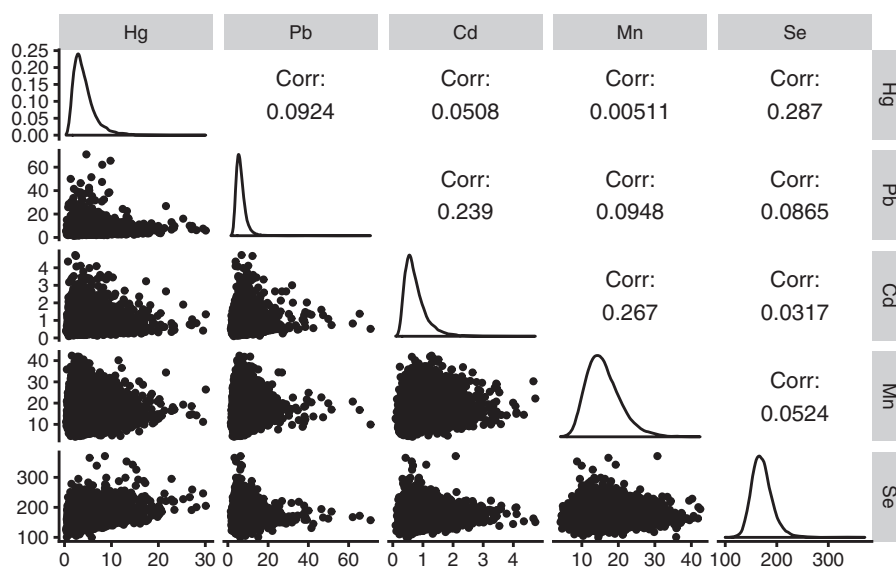 Hg Pb Cd Mn Se
0.25
0.20
0.15
0.10
0.05
0.00
Corr:
0.0924
Corr:
0.0508
Corr:
0.00511
Corr:
0.287
Hg
60
40
20
0
Corr:
0.239
Corr:
0.0948
Corr:
0.0865
Pb
4
3
2
1
0
Corr:
0.267
Corr:
0.0317
Cd
40
30
20
10
Corr:
0.0524
Mn
300
200
100
Se
0 10 20 30 0 20 40 60 0 1 2 3 4 10 20 30 40 100 200 300